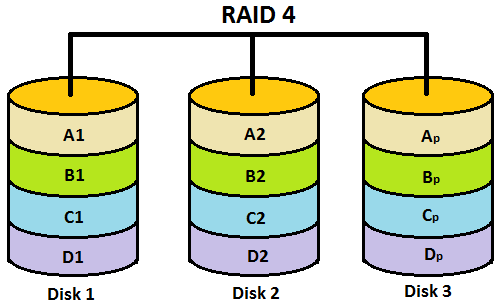 RAID 4
A1 A2 Ap
B1 B2 Bp
C1 C2 Cp
D1 D2 Dp
Disk 1 Disk 2 Disk 3